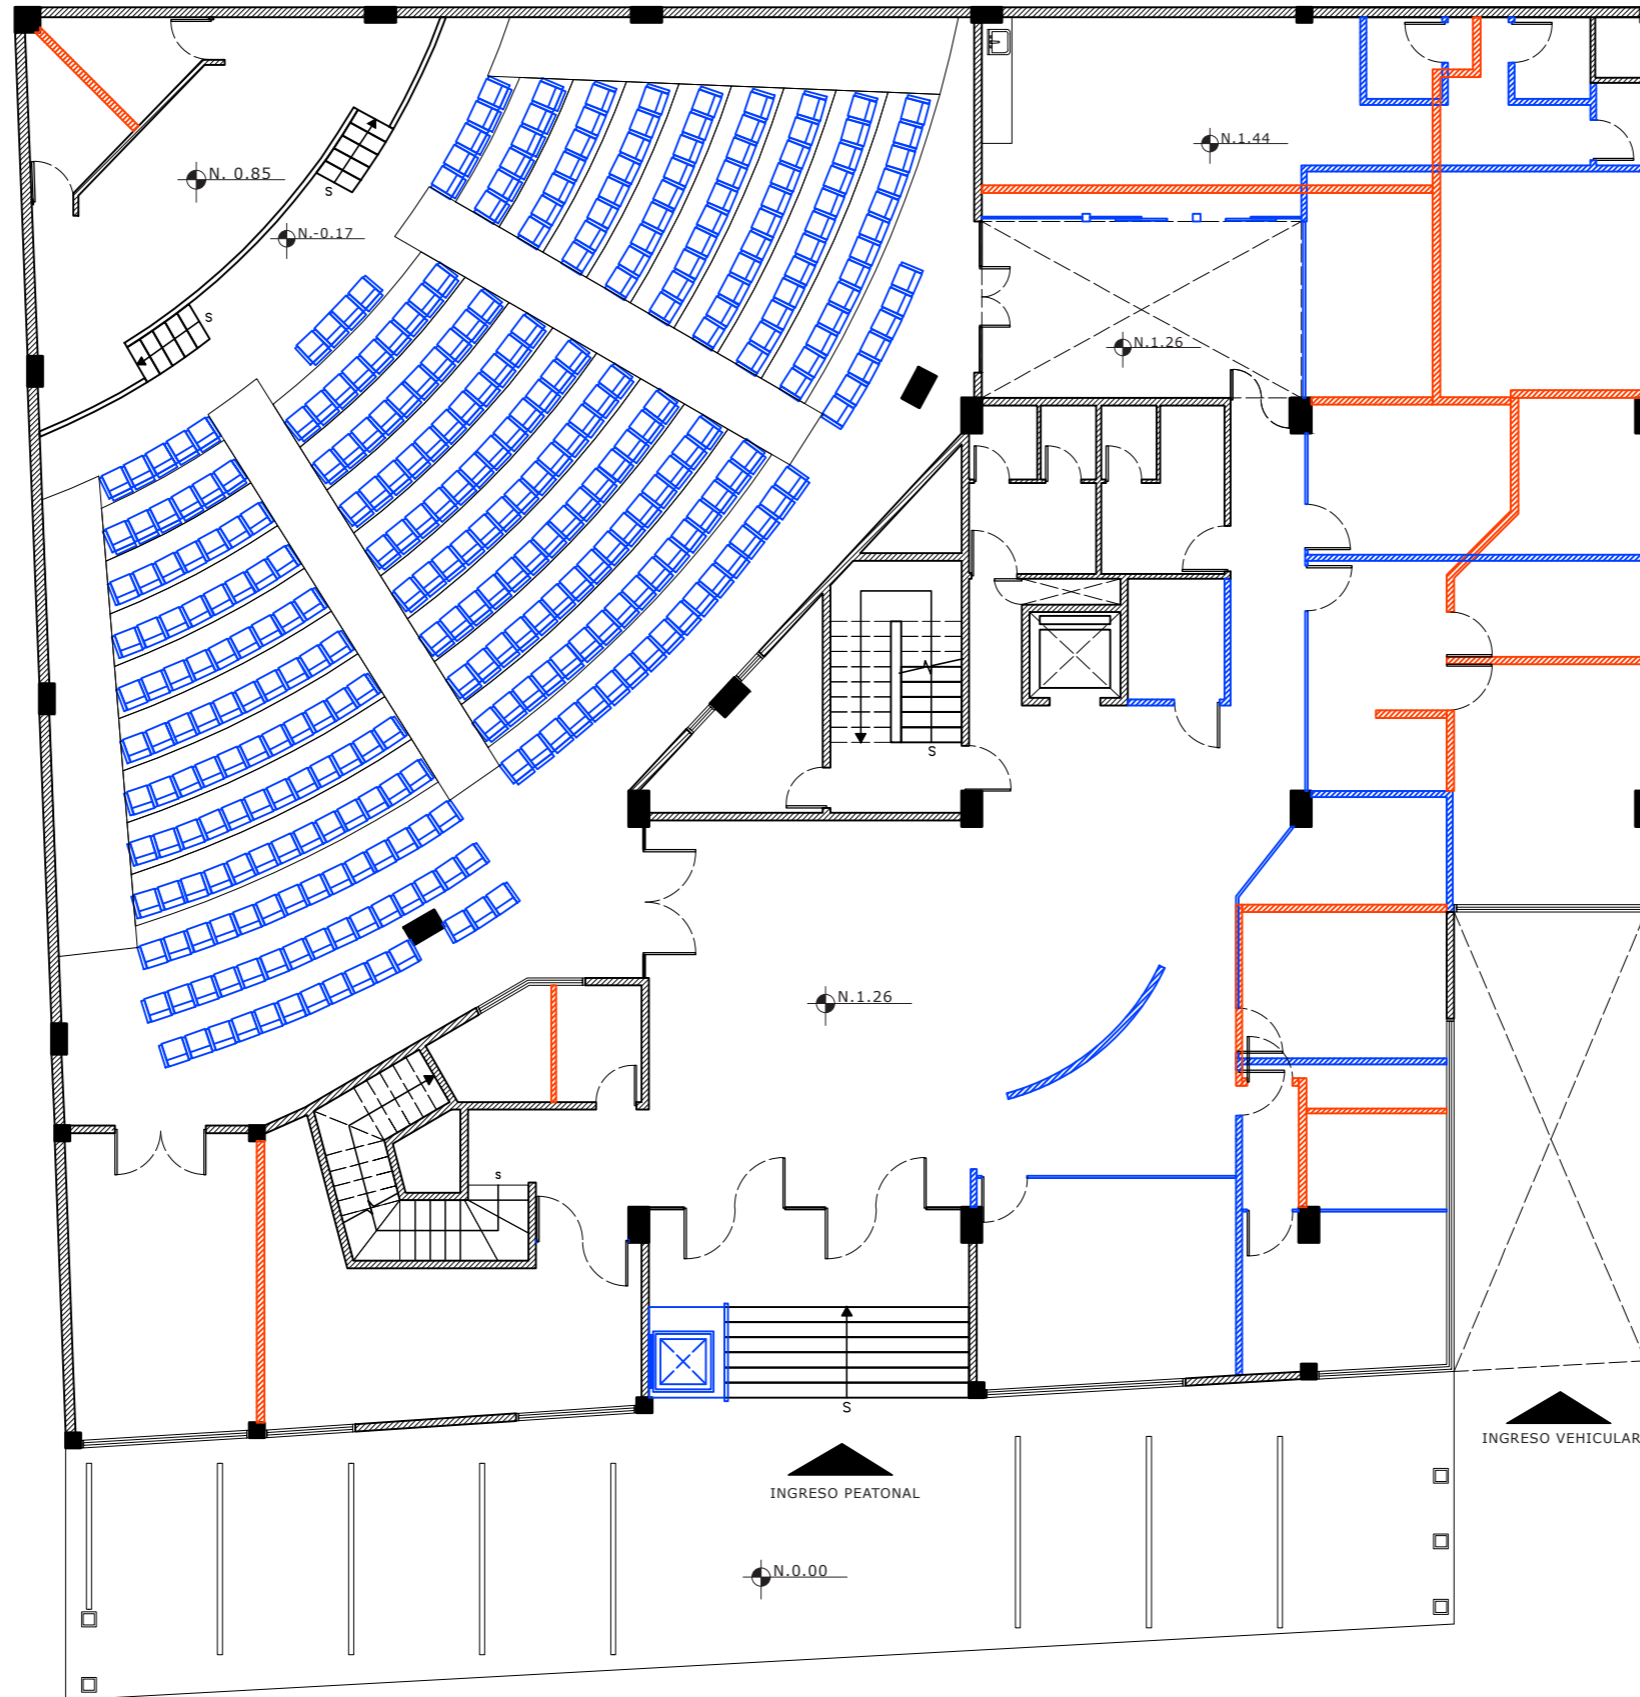 N.1.44
N. 0.85
s
N.-0.17
s
N.1.26
s
N.1.26
s
S
INGRESO VEHICULAR
INGRESO PEATONAL
N.0.00